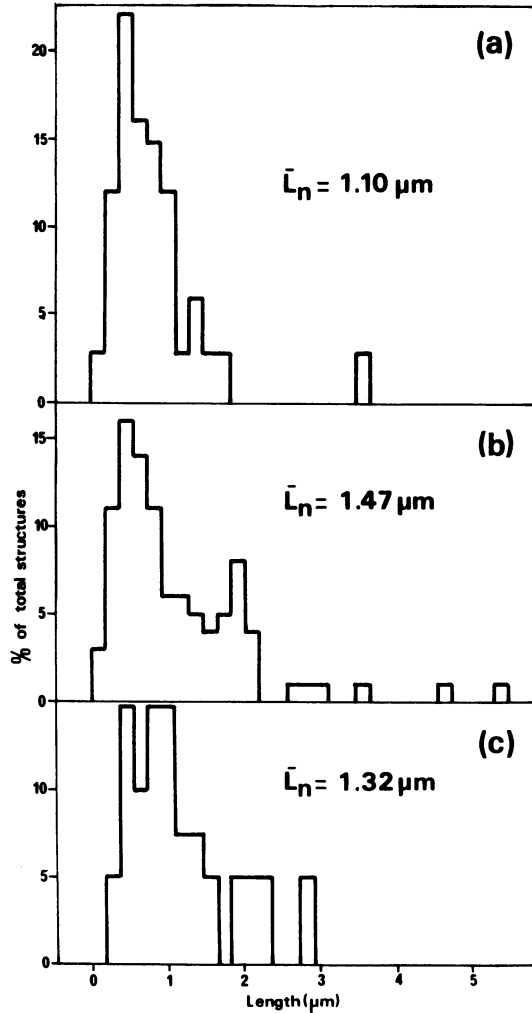 (a)
20
15
10
5
0
L̄n = 1.10 μm
(b)
15
10
5
0
L̄n = 1.47 μm
% of total structures
(c)
10
5
0
L̄n = 1.32 μm
0 1 2 3 4 5
Length(μm)